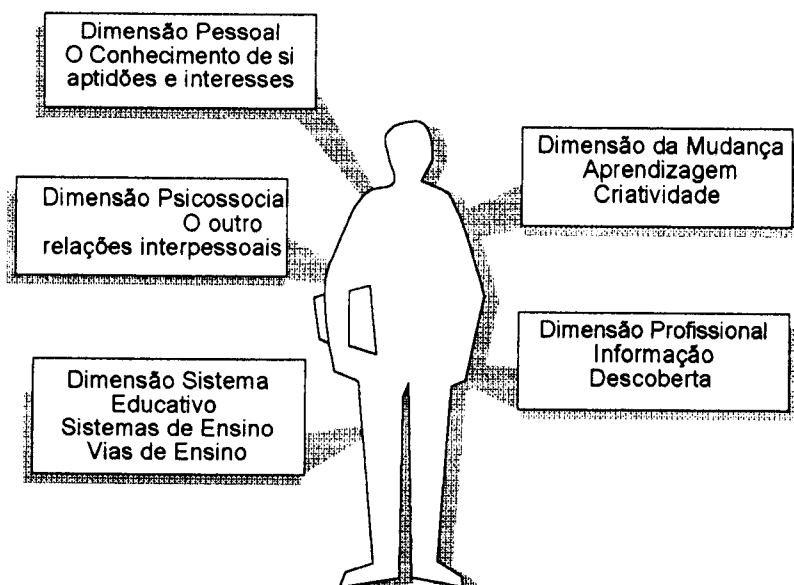 Dimensão Pessoal
O Conhecimento de si
aptidões e interesses
Dimensão Psicossocial
O outro
relações interpessoais
Dimensão Sistema
Educativo
Sistemas de Ensino
Vias de Ensino
Dimensão da Mudança
Aprendizagem
Criatividade
Dimensão Profissional
Informação
Descoberta